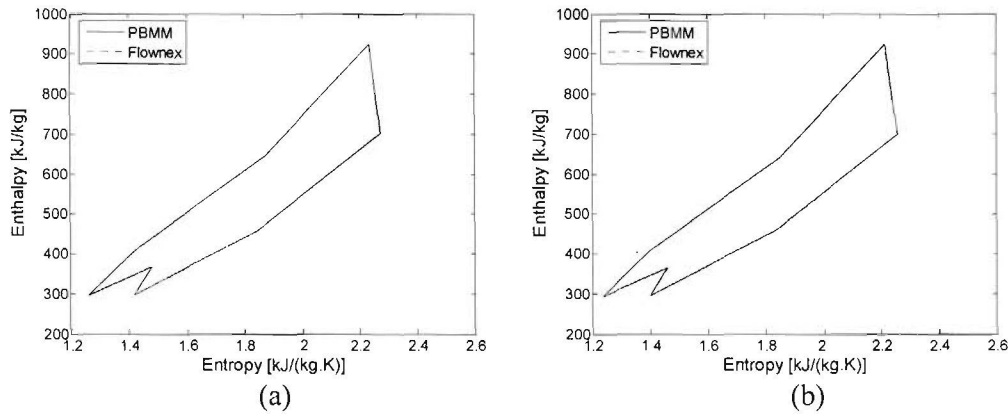 1000
900
800
700
600
500
400
300
200
Enthalpy [kJ/kg]
PBMM
Flownex
1.2 1.4 1.6 1.8 2 2.2 2.4 2.6
Entropy [kJ/(kg.K)]
(a)
1000
900
800
700
600
500
400
300
200
Enthalpy [kJ/kg]
PBMM
Flownex
1.2 1.4 1.6 1.8 2 2.2 2.4 2.6
Entropy [kJ/(kg.K)]
(b)